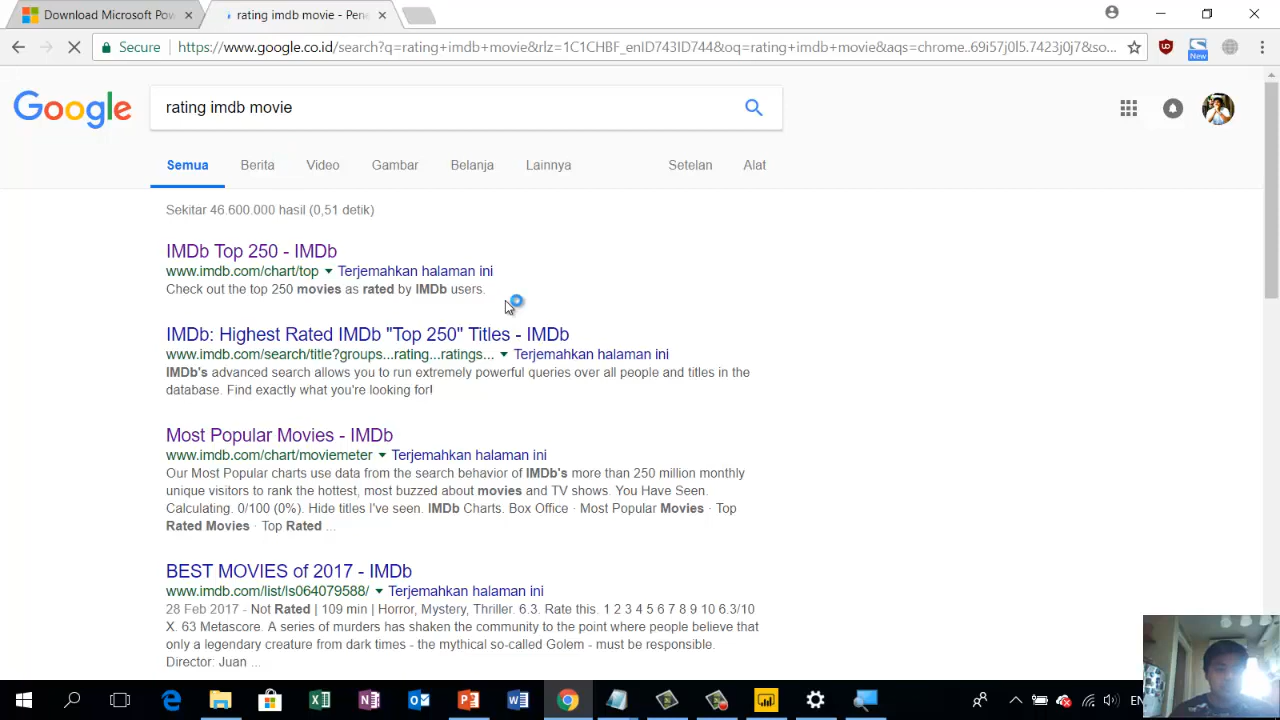 Download Microsoft Pow
rating imdb movie - Pene
Secure
https://www.google.co.id/search?q=rating+imdb+movie&rlz=1C1CHBF_enID743ID744&oq=rating+imdb+movie&aqs=chrome..69i57j0l5.7423j0j7&so...
New
Google
rating imdb movie
Semua Berita Video Gambar Belanja Lainnya Setelan Alat
Sekitar 46.600.000 hasil (0,51 detik)
IMDb Top 250 - IMDb
www.imdb.com/chart/top Terjemahkan halaman ini
Check out the top 250 movies as rated by IMDb users.
IMDb: Highest Rated IMDb "Top 250" Titles - IMDb
www.imdb.com/search/title?groups...rating...ratings... Terjemahkan halaman ini
IMDb's advanced search allows you to run extremely powerful queries over all people and titles in the
database. Find exactly what you're looking for!
Most Popular Movies - IMDb
www.imdb.com/chart/moviemeter Terjemahkan halaman ini
Our Most Popular charts use data from the search behavior of IMDb's more than 250 million monthly
unique visitors to rank the hottest, most buzzed about movies and TV shows. You Have Seen.
Calculating. 0/100 (0%). Hide titles I've seen. IMDb Charts. Box Office · Most Popular Movies · Top
Rated Movies · Top Rated ...
BEST MOVIES of 2017 - IMDb
www.imdb.com/list/ls064079588/ Terjemahkan halaman ini
28 Feb 2017 - Not Rated | 109 min | Horror, Mystery, Thriller. 6.3. Rate this. 1 2 3 4 5 6 7 8 9 10 6.3/10
X. 63 Metascore. A series of murders has shaken the community to the point where people believe that
only a legendary creature from dark times - the mythical so-called Golem - must be responsible.
Director: Juan ...